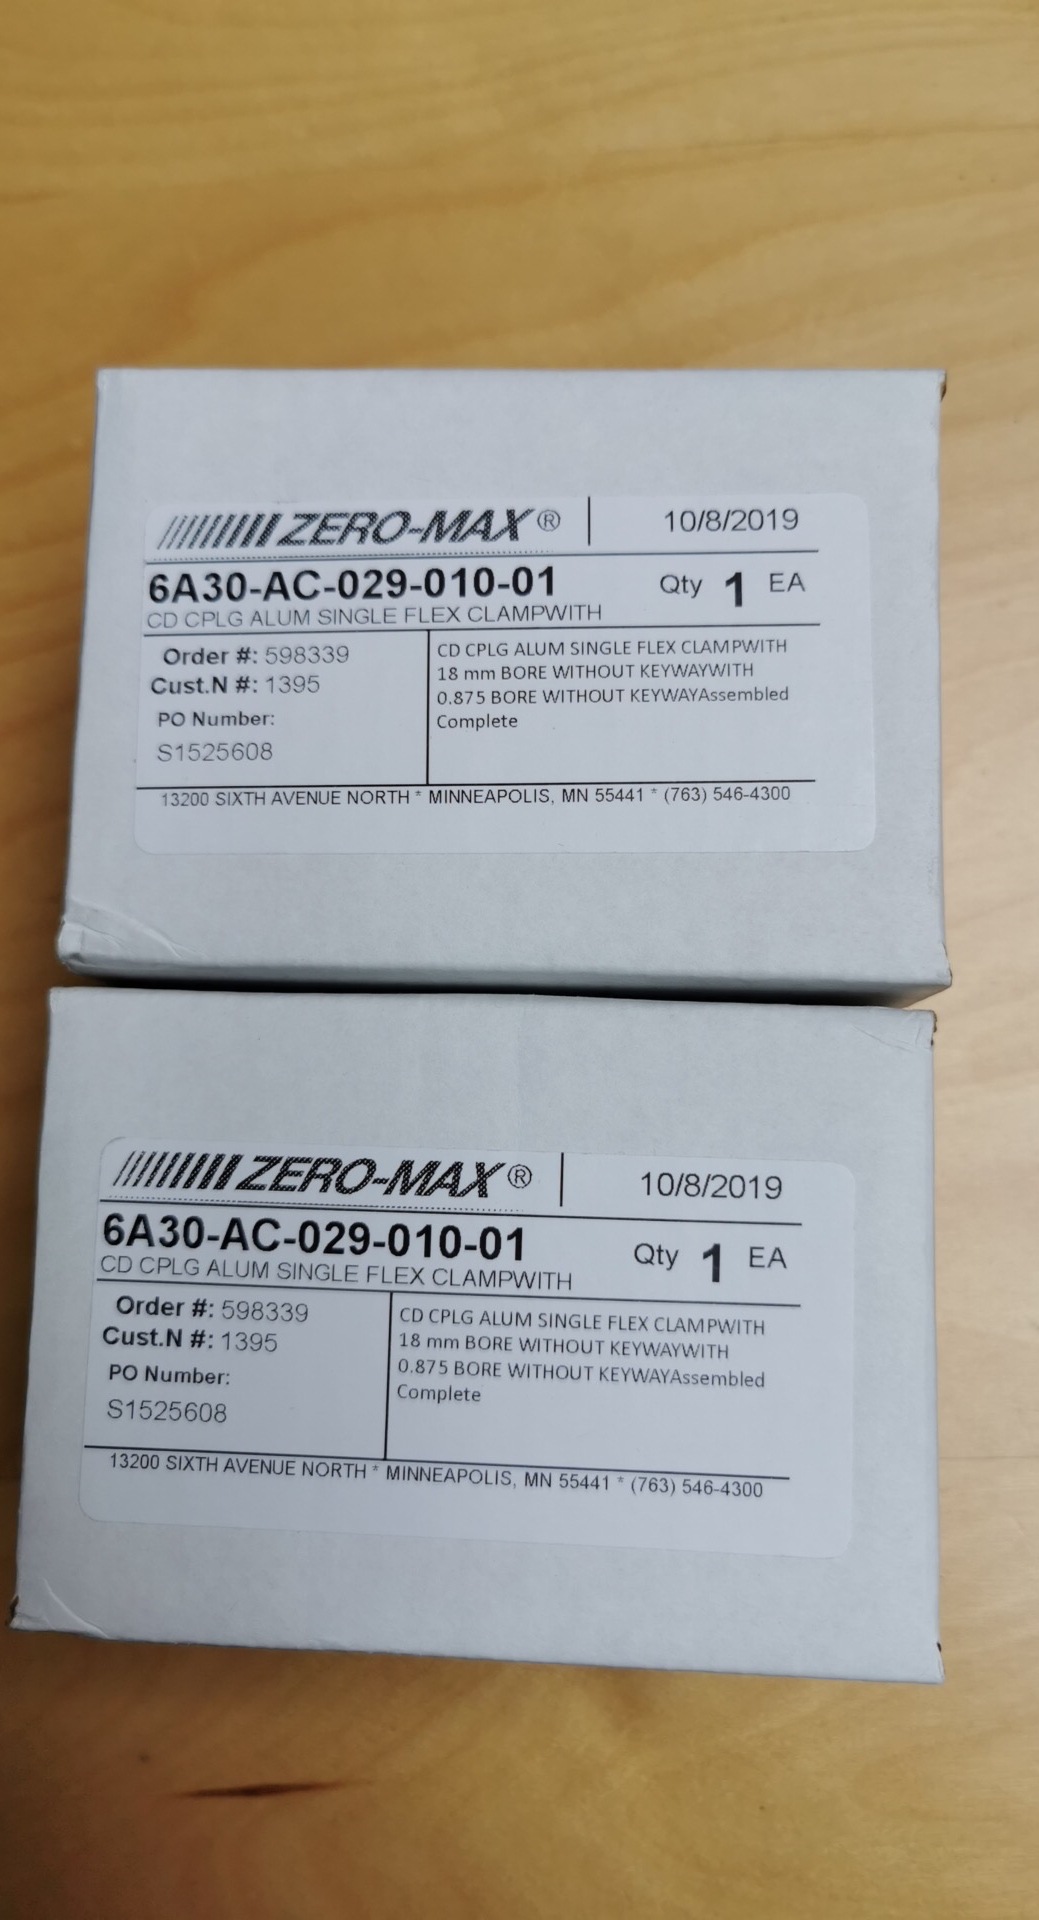 ZERO-MAX® 10/8/2019
6A30-AC-029-010-01 Qty 1 EA
CD CPLG ALUM SINGLE FLEX CLAMPWITH
Order #: 598339
Cust.N #: 1395
PO Number:
S1525608
CD CPLG ALUM SINGLE FLEX CLAMPWITH
18 mm BORE WITHOUT KEYWAYWITH
0.875 BORE WITHOUT KEYWAYAssembled
Complete
13200 SIXTH AVENUE NORTH * MINNEAPOLIS, MN 55441 * (763) 546-4300
ZERO-MAX® 10/8/2019
6A30-AC-029-010-01 Qty 1 EA
CD CPLG ALUM SINGLE FLEX CLAMPWITH
Order #: 598339
Cust.N #: 1395
PO Number:
S1525608
CD CPLG ALUM SINGLE FLEX CLAMPWITH
18 mm BORE WITHOUT KEYWAYWITH
0.875 BORE WITHOUT KEYWAYAssembled
Complete
13200 SIXTH AVENUE NORTH * MINNEAPOLIS, MN 55441 * (763) 546-4300